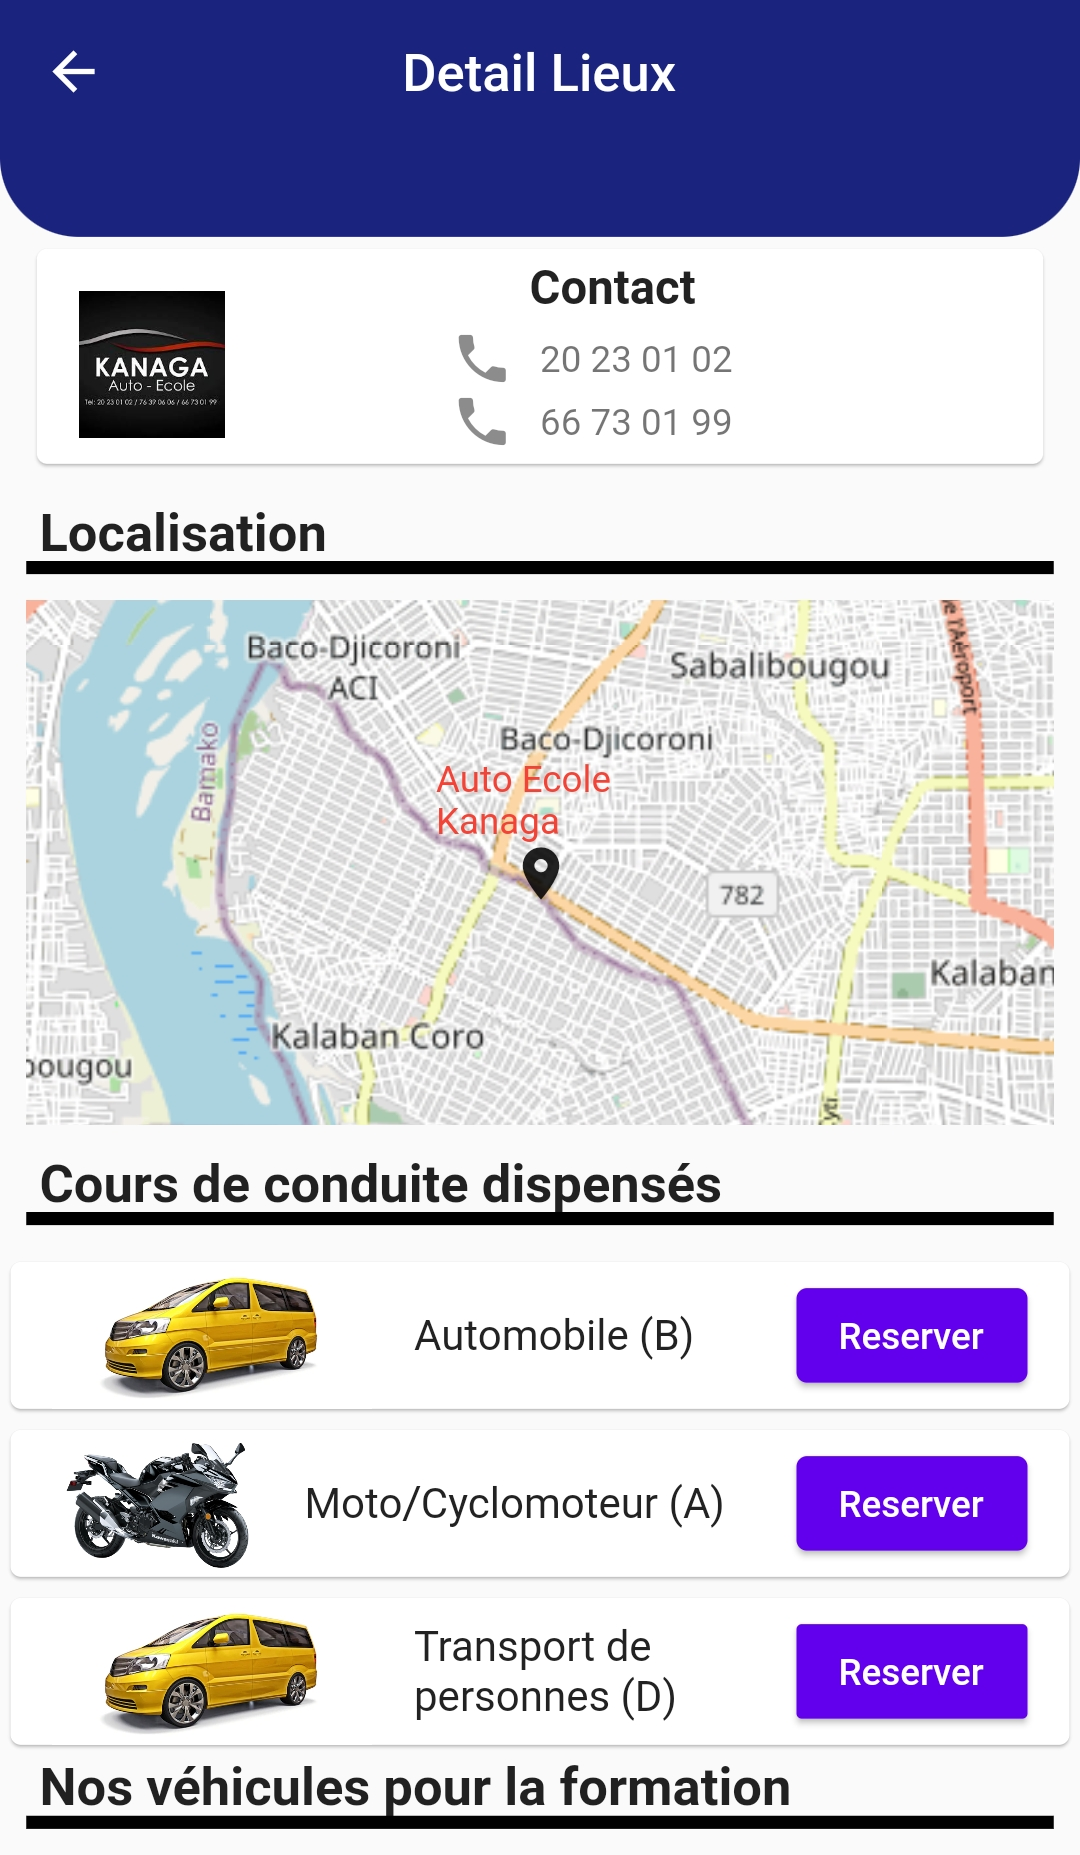 Detail Lieux
Contact
KANAGA
Auto - Ecole
Tel: 20 23 01 02 / 76 39 06 06 / 66 73 01 99
20 23 01 02
66 73 01 99
Localisation
Baco-Djicoroni
ACI
Sabalibougou
e l'Aéroport
Bamako
Baco-Djicoroni
Auto Ecole
Kanaga
782
Kalaban
Kalaban Coro
bougou
Cours de conduite dispensés
Automobile (B)
Reserver
Moto/Cyclomoteur (A)
Reserver
Transport de
personnes (D)
Reserver
Nos véhicules pour la formation